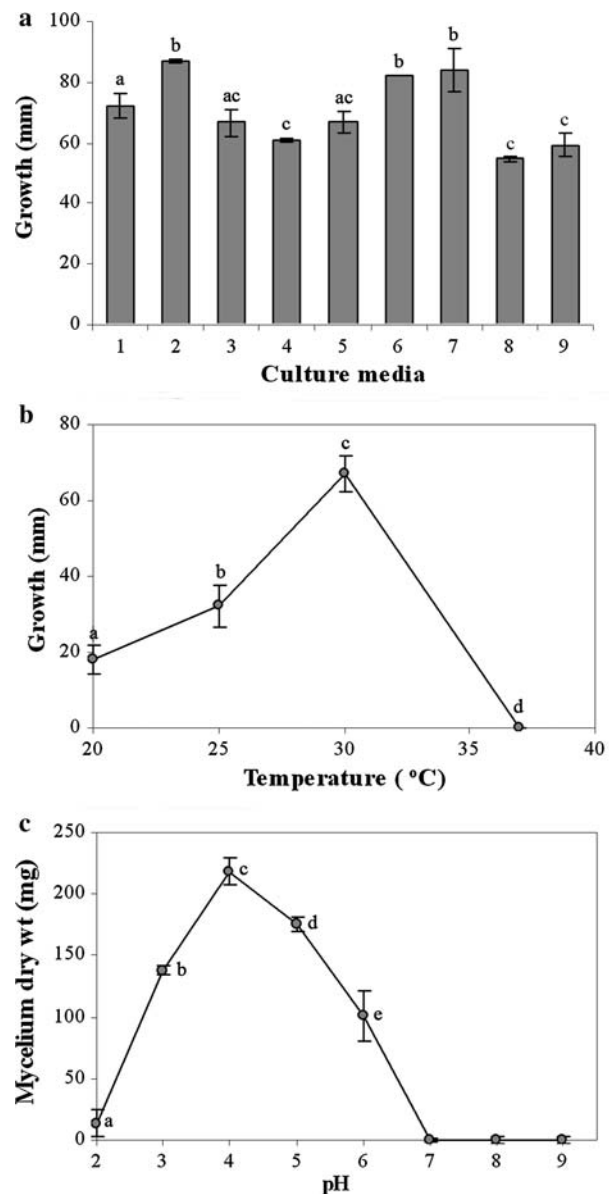 a
100
80
60
40
20
0
a b ac c ac b b c c
1 2 3 4 5 6 7 8 9
Growth (mm)
Culture media
b
80
60
40
20
0
a b c d
20 25 30 35 40
Growth (mm)
Temperature ( °C)
c
250
200
150
100
50
0
a b c d e
2 3 4 5 6 7 8 9
Mycelium dry wt (mg)
pH